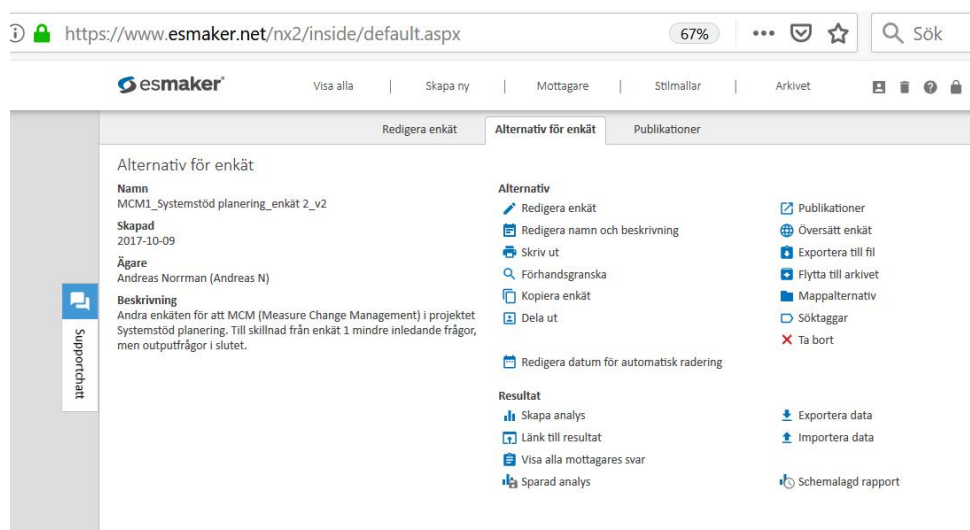 https://www.esmaker.net/nx2/inside/default.aspx 67% Sök
esmaker Visa alla | Skapa ny | Mottagare | Stilmallar | Arkivet
Redigera enkät Alternativ för enkät Publikationer
Alternativ för enkät
Namn
MCM1_Systemstöd planering_enkät 2_v2
Skapad
2017-10-09
Ägare
Andreas Norrman (Andreas N)
Beskrivning
Andra enkäten för att MCM (Measure Change Management) i projektet
Systemstöd planering. Till skillnad från enkät 1 mindre inledande frågor,
men outputfrågor i slutet.
Supportchatt
Alternativ
Redigera enkät
Redigera namn och beskrivning
Skriv ut
Förhandsgranska
Kopiera enkät
Dela ut
Redigera datum för automatisk radering
Publikationer
Översätt enkät
Exportera till fil
Flytta till arkivet
Mappalternativ
Söktaggar
Ta bort
Resultat
Skapa analys
Länk till resultat
Visa alla mottagares svar
Sparad analys
Exportera data
Importera data
Schemalagd rapport